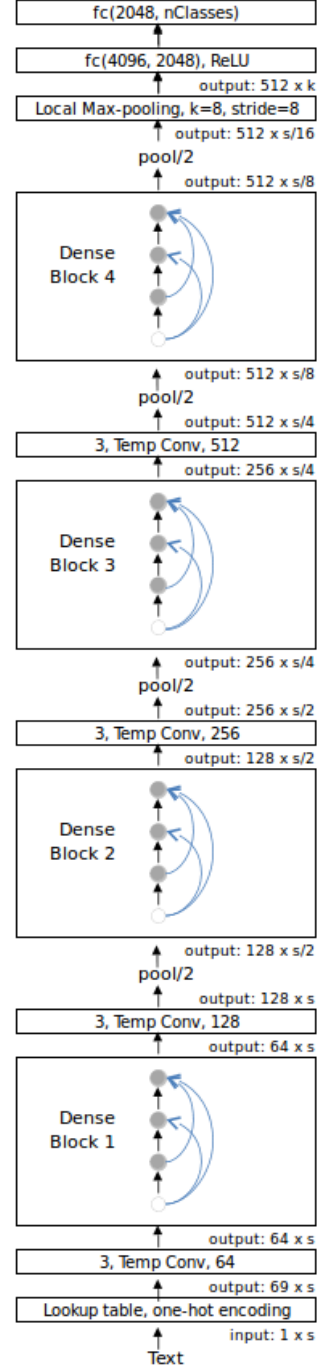 fc(2048, nClasses)
fc(4096, 2048), ReLU
output: 512 x k
Local Max-pooling, k=8, stride=8
output: 512 x s/16
pool/2
output: 512 x s/8
Dense
Block 4
output: 512 x s/8
pool/2
output: 512 x s/4
3, Temp Conv, 512
output: 256 x s/4
Dense
Block 3
output: 256 x s/4
pool/2
output: 256 x s/2
3, Temp Conv, 256
output: 128 x s/2
Dense
Block 2
output: 128 x s/2
pool/2
output: 128 x s
3, Temp Conv, 128
output: 64 x s
Dense
Block 1
output: 64 x s
3, Temp Conv, 64
output: 69 x s
Lookup table, one-hot encoding
input: 1 x s
Text